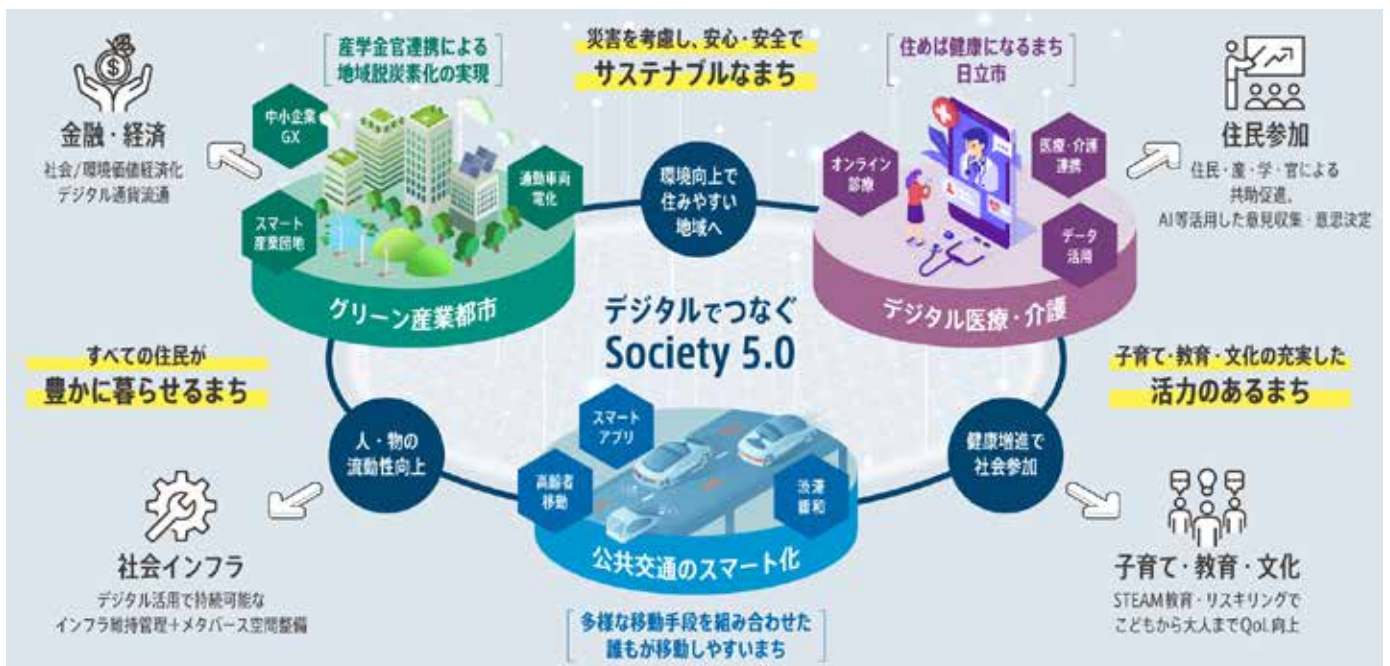 産学金官連携による
地域脱炭素化の実現
災害を考慮し、安心・安全で
サステナブルなまち
住めば健康になるまち
日立市
金融・経済
社会/環境価値経済化
デジタル通貨流通
中小企業
GX
通勤車両
電化
スマート
産業団地
グリーン産業都市
環境向上で
住みやすい
地域へ
オンライン
診療
医療・介護
連携
データ
活用
デジタル医療・介護
住民参加
住民・産・学・官による
共助促進、
AI等活用した意見収集・意思決定
デジタルでつなぐ
Society 5.0
すべての住民が
豊かに暮らせるまち
子育て・教育・文化の充実した
活力のあるまち
人・物の
流動性向上
スマート
アプリ
高齢者
移動
渋滞
緩和
公共交通のスマート化
健康増進で
社会参加
社会インフラ
デジタル活用で持続可能な
インフラ維持管理+メタバース空間整備
多様な移動手段を組み合わせた
誰もが移動しやすいまち
子育て・教育・文化
STEAM教育・リスキリングで
こどもから大人までQoL向上